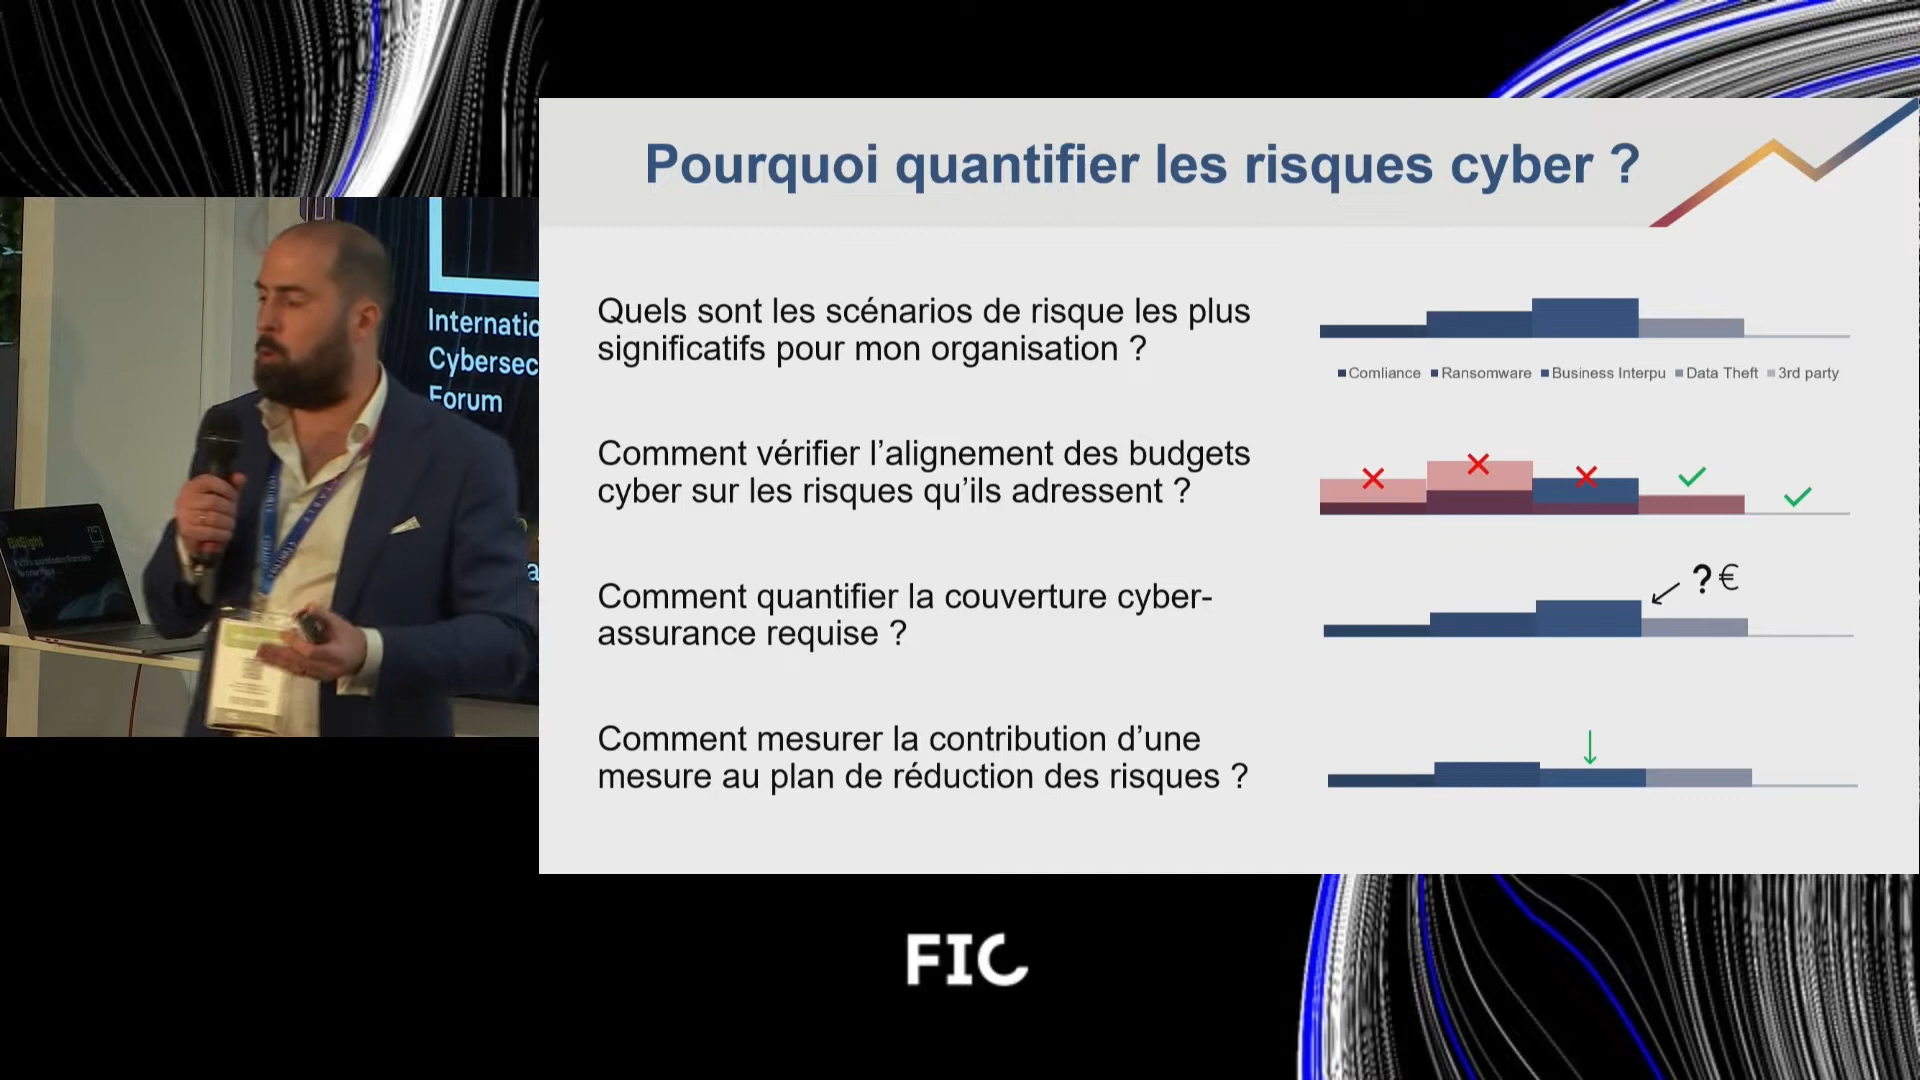 Pourquoi quantifier les risques cyber ?
Internatio
Cybersec
Forum
BitSight
Quels sont les scénarios de risque les plus
significatifs pour mon organisation ?
Comliance Ransomware Business Interpu Data Theft 3rd party
Comment vérifier l’alignement des budgets
cyber sur les risques qu’ils adressent ?
Comment quantifier la couverture cyber-
assurance requise ?
? €
Comment mesurer la contribution d’une
mesure au plan de réduction des risques ?
FIC